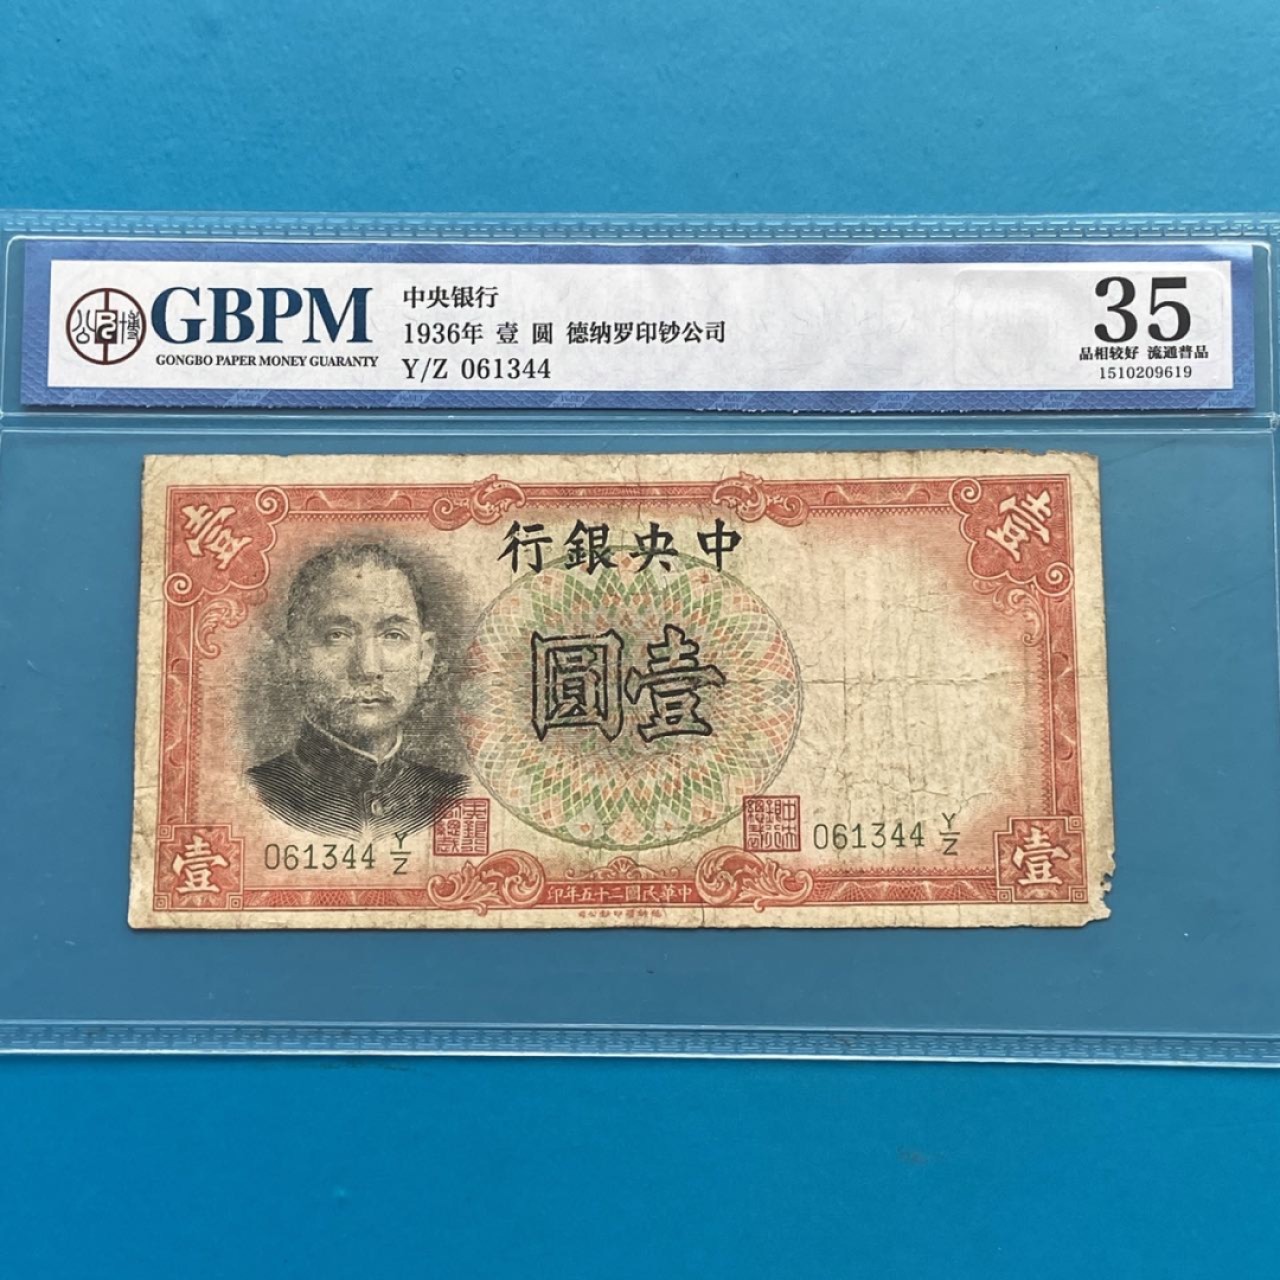 GBPM
GONGBO PAPER MONEY GUARANTY
中央银行
1936年 壹 圆 德纳罗印钞公司
Y/Z 061344
35
品相较好 流通普品
1510209619
壹
行銀央中
壹
圓壹
061344 Y/Z
061344 Y/Z
壹
印年五十二國民華中
壹